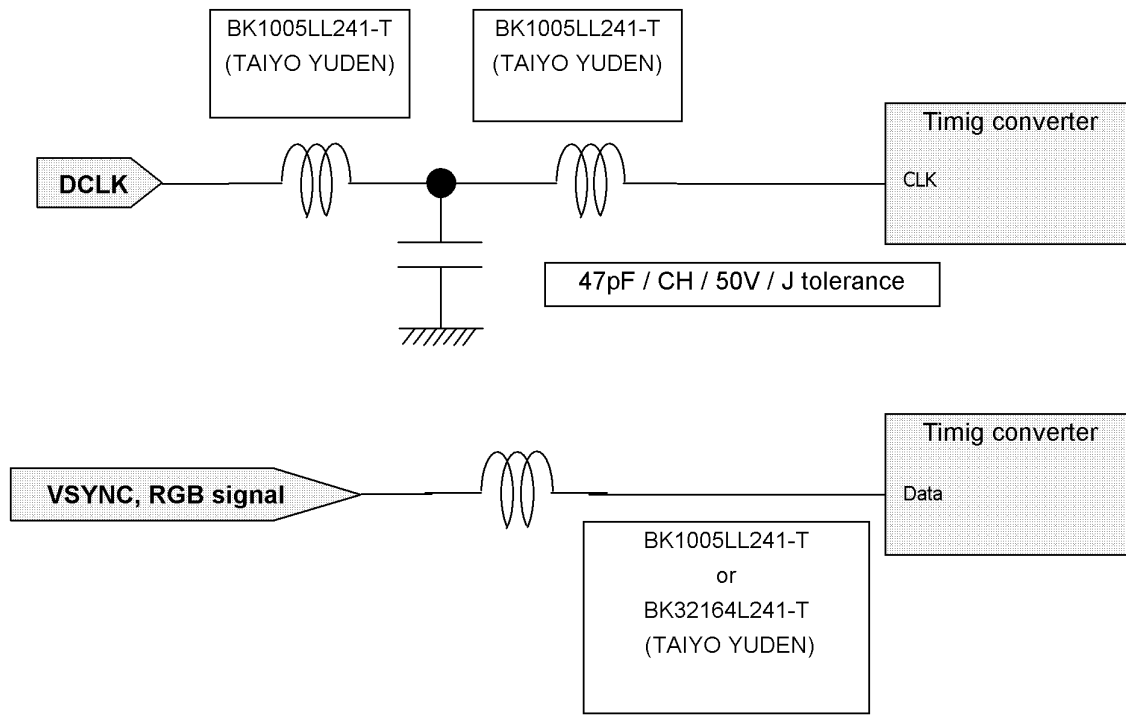 BK1005LL241-T
(TAIYO YUDEN)
BK1005LL241-T
(TAIYO YUDEN)
Timig converter
DCLK
CLK
47pF / CH / 50V / J tolerance
Timig converter
VSYNC, RGB signal
Data
BK1005LL241-T
or
BK32164L241-T
(TAIYO YUDEN)